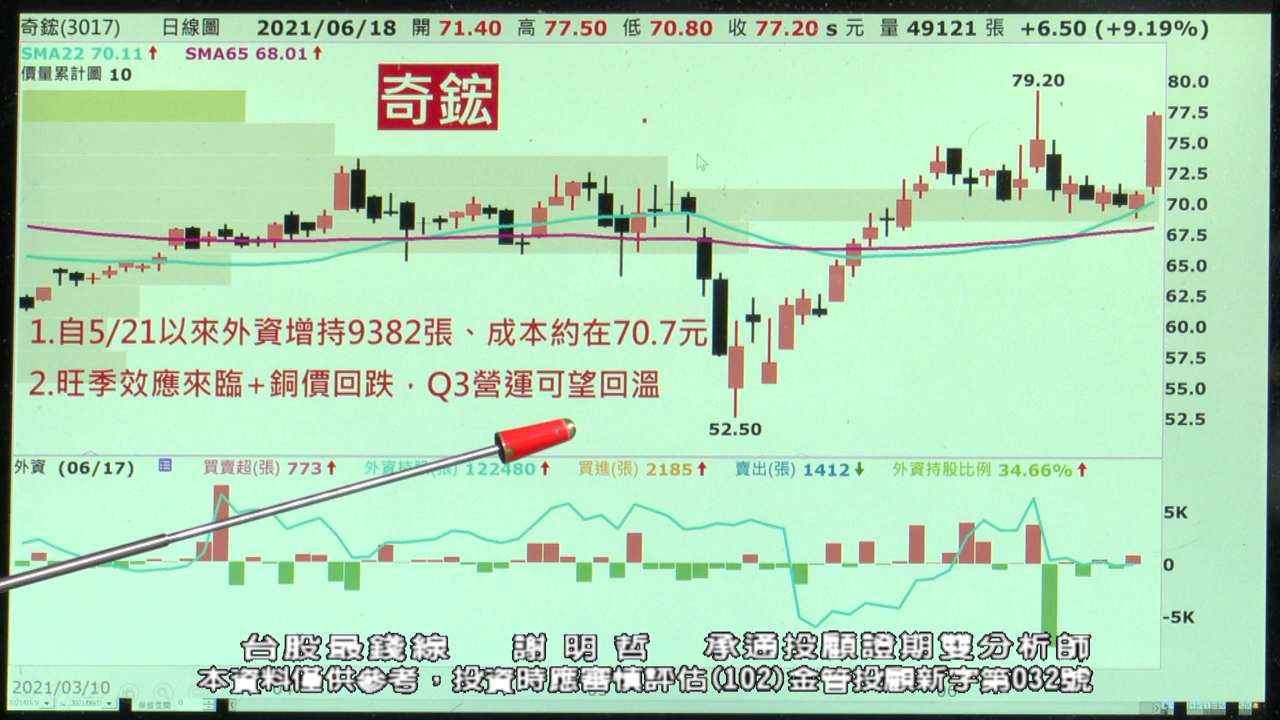 奇鋐(3017) 日線圖 2021/06/18 開 71.40 高 77.50 低 70.80 收 77.20 s 元 量 49121 張 +6.50 (+9.19%)
SMA22 70.11↑ SMA65 68.01↑
價量累計圖 10
奇鋐
79.20
80.0
77.5
75.0
72.5
70.0
67.5
65.0
62.5
60.0
57.5
55.0
52.5
1.自5/21以來外資增持9382張、成本約在70.7元
2.旺季效應來臨+銅價回跌，Q3營運可望回溫
52.50
外資 (06/17) 買賣超(張) 773↑ 外資持股(張) 122480↑ 買進(張) 2185↑ 賣出(張) 1412↓ 外資持股比例 34.66%↑
5K
0
-5K
台股最錢線 謝明哲 承通投顧證期雙分析師
本資料僅供參考，投資時應審慎評估(102)金管投顧新字第032號
2021/03/10